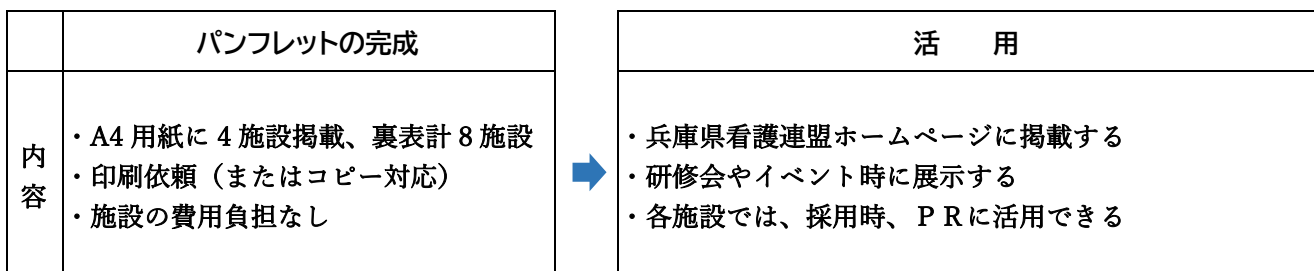 パンフレットの完成
活　用
内容
・A4用紙に4施設掲載、裏表計8施設
・印刷依頼（またはコピー対応）
・施設の費用負担なし
・兵庫県看護連盟ホームページに掲載する
・研修会やイベント時に展示する
・各施設では、採用時、ＰＲに活用できる